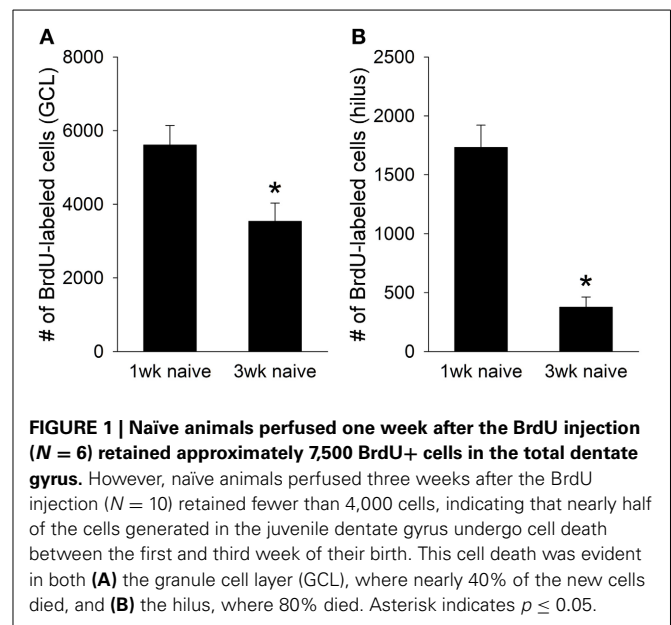 A
# of BrdU-labeled cells (GCL)
8000
6000
4000
2000
0
*
1wk naive 3wk naive
B
# of BrdU-labeled cells (hilus)
2500
2000
1500
1000
500
0
*
1wk naive 3wk naive
FIGURE 1 | Naïve animals perfused one week after the BrdU injection
(N = 6) retained approximately 7,500 BrdU+ cells in the total dentate
gyrus. However, naïve animals perfused three weeks after the BrdU
injection (N = 10) retained fewer than 4,000 cells, indicating that nearly half
of the cells generated in the juvenile dentate gyrus undergo cell death
between the first and third week of their birth. This cell death was evident
in both (A) the granule cell layer (GCL), where nearly 40% of the new cells
died, and (B) the hilus, where 80% died. Asterisk indicates p ≤ 0.05.